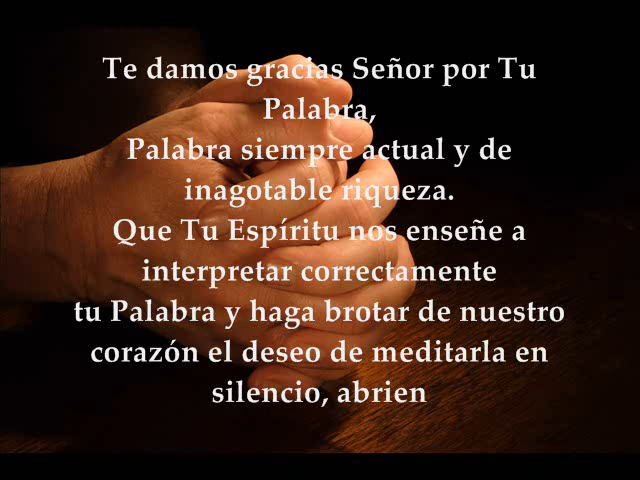 Te damos gracias Señor por Tu
Palabra,
Palabra siempre actual y de
inagotable riqueza.
Que Tu Espíritu nos enseñe a
interpretar correctamente
tu Palabra y haga brotar de nuestro
corazón el deseo de meditarla en
silencio, abrien